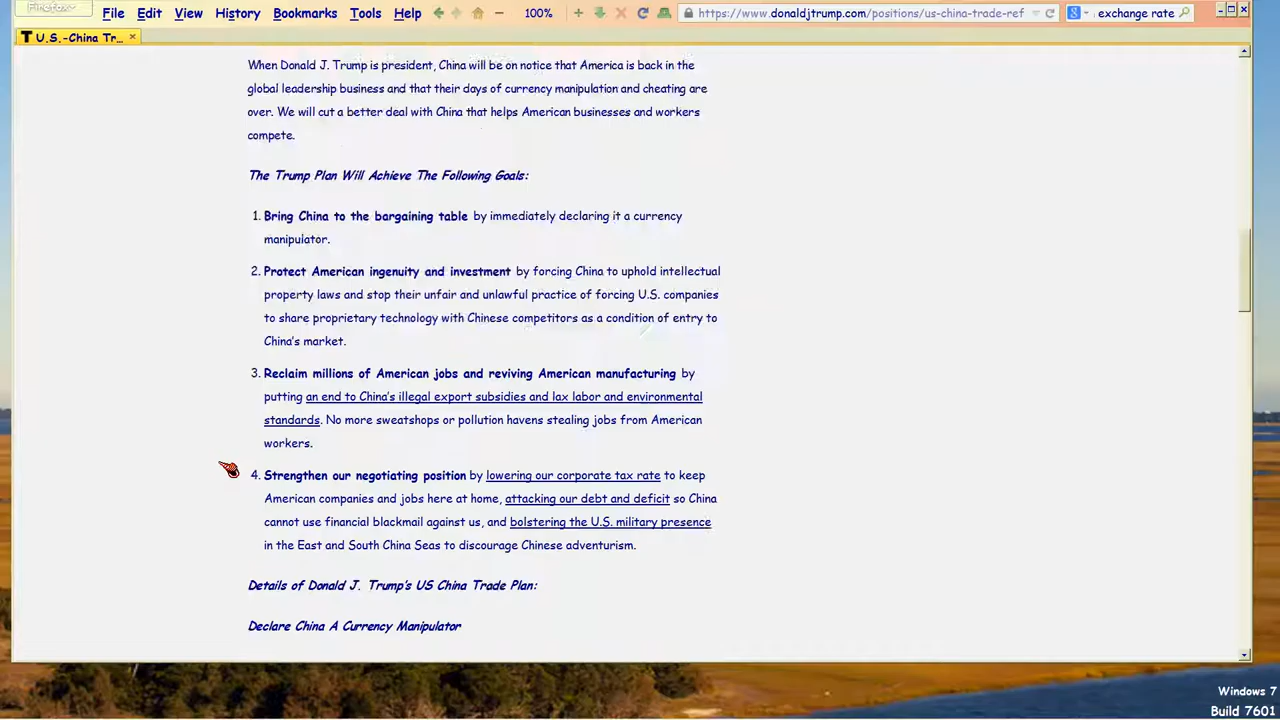 Firefox
File Edit View History Bookmarks Tools Help 100% https://www.donaldjtrump.com/positions/us-china-trade-ref exchange rate
U.S.-China Tr...
When Donald J. Trump is president, China will be on notice that America is back in the
global leadership business and that their days of currency manipulation and cheating are
over. We will cut a better deal with China that helps American businesses and workers
compete.
The Trump Plan Will Achieve The Following Goals:
1. Bring China to the bargaining table by immediately declaring it a currency
manipulator.
2. Protect American ingenuity and investment by forcing China to uphold intellectual
property laws and stop their unfair and unlawful practice of forcing U.S. companies
to share proprietary technology with Chinese competitors as a condition of entry to
China's market.
3. Reclaim millions of American jobs and reviving American manufacturing by
putting an end to China's illegal export subsidies and lax labor and environmental
standards. No more sweatshops or pollution havens stealing jobs from American
workers.
4. Strengthen our negotiating position by lowering our corporate tax rate to keep
American companies and jobs here at home, attacking our debt and deficit so China
cannot use financial blackmail against us, and bolstering the U.S. military presence
in the East and South China Seas to discourage Chinese adventurism.
Details of Donald J. Trump's US China Trade Plan:
Declare China A Currency Manipulator
Windows 7
Build 7601